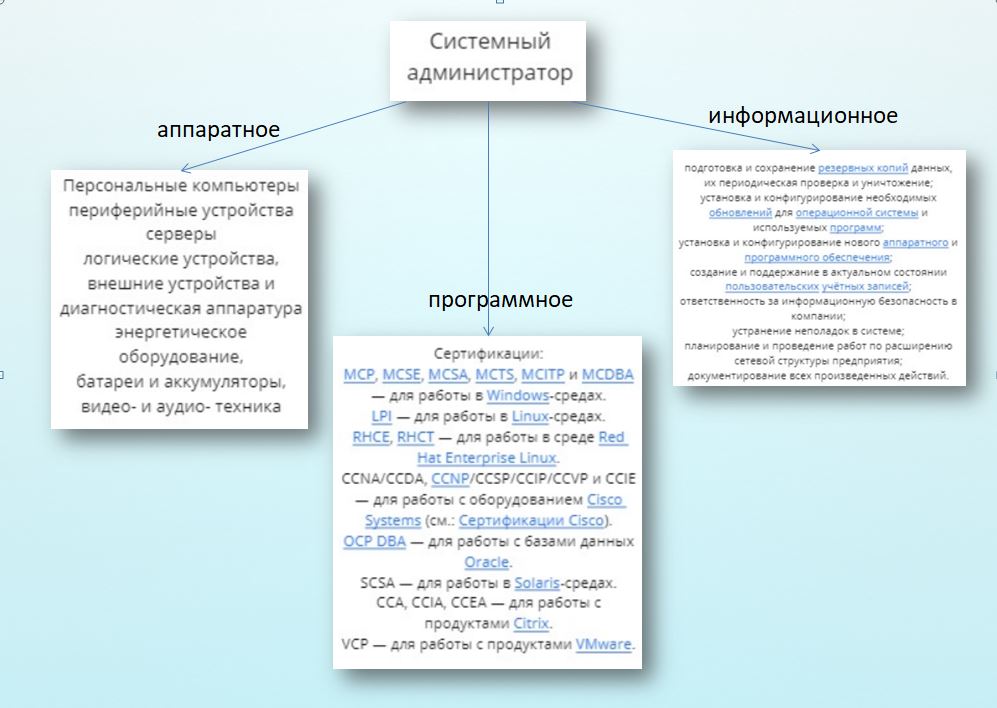 Системный
администратор
аппаратное
Персональные компьютеры
периферийные устройства
серверы
логические устройства,
внешние устройства и
диагностическая аппаратура
энергетическое
оборудование,
батареи и аккумуляторы,
видео- и аудио- техника
программное
Сертификации:
MCP, MCSE, MCSA, MCTS, MCITP и MCDBA
— для работы в Windows-средах.
LPI — для работы в Linux-средах.
RHCE, RHCT — для работы в среде Red
Hat Enterprise Linux.
CCNA/CCDA, CCNP/CCSP/CCIP/CCVP и CCIE
— для работы с оборудованием Cisco
Systems (см.: Сертификации Cisco).
OCP DBA — для работы с базами данных
Oracle.
SCSA — для работы в Solaris-средах.
CCA, CCIA, CCEA — для работы с
продуктами Citrix.
VCP — для работы с продуктами VMware.
информационное
подготовка и сохранение резервных копий данных,
их периодическая проверка и уничтожение;
установка и конфигурирование необходимых
обновлений для операционной системы и
используемых программ;
установка и конфигурирование нового аппаратного и
программного обеспечения;
создание и поддержание в актуальном состоянии
пользовательских учётных записей;
ответственность за информационную безопасность в
компании;
устранение неполадок в системе;
планирование и проведение работ по расширению
сетевой структуры предприятия;
документирование всех произведенных действий.